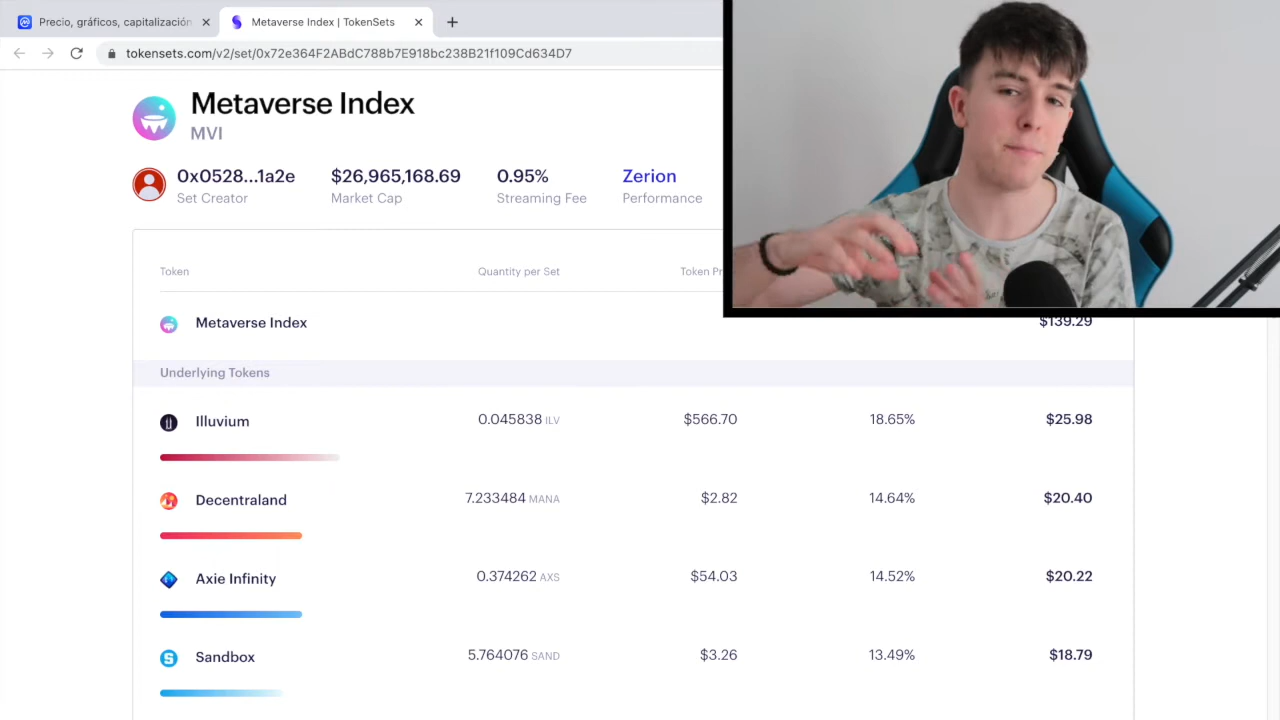 Precio, gráficos, capitalización
Metaverse Index | TokenSets
tokensets.com/v2/set/0x72e364F2ABdC788b7E918bc238B21f109Cd634D7
Metaverse Index
MVI
0x0528...1a2e $26,965,168.69 0.95% Zerion
Set Creator Market Cap Streaming Fee Performance
Token Quantity per Set Token Pr
Metaverse Index $139.29
Underlying Tokens
Illuvium 0.045838 ILV $566.70 18.65% $25.98
Decentraland 7.233484 MANA $2.82 14.64% $20.40
Axie Infinity 0.374262 AXS $54.03 14.52% $20.22
Sandbox 5.764076 SAND $3.26 13.49% $18.79